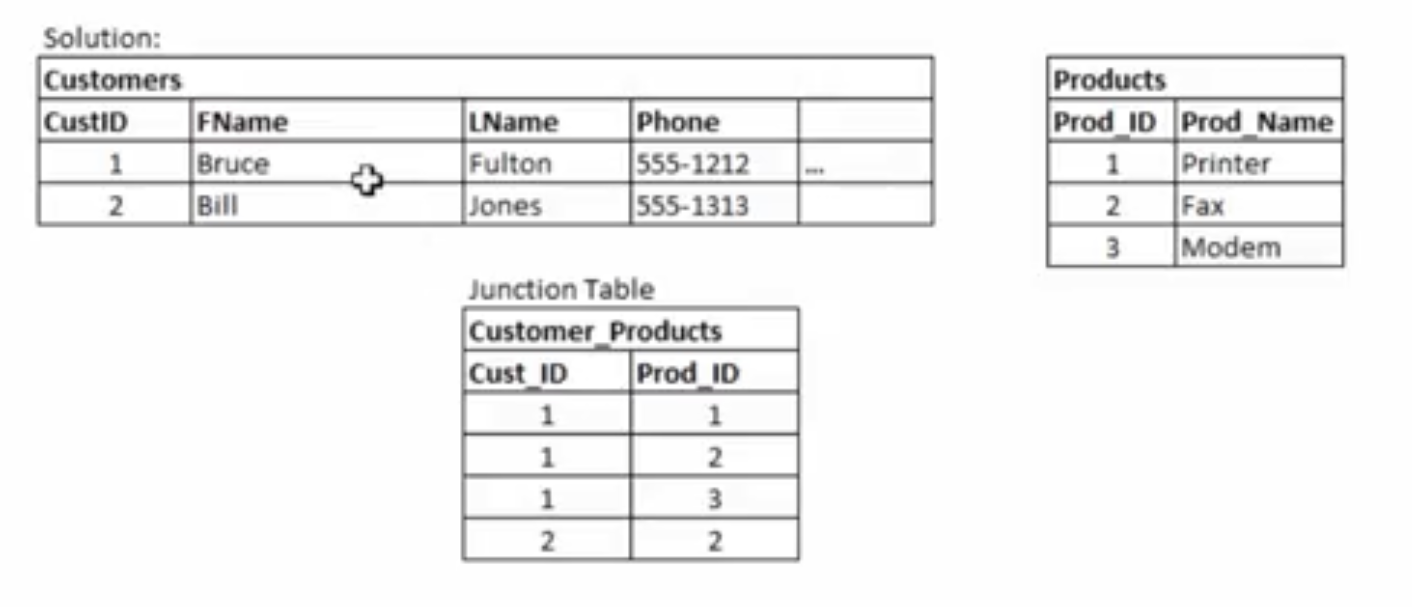 Solution:
Customers
CustID FName LName Phone
1 Bruce Fulton 555-1212 ...
2 Bill Jones 555-1313
Products
Prod_ID Prod_Name
1 Printer
2 Fax
3 Modem
Junction Table
Customer_Products
Cust_ID Prod_ID
1 1
1 2
1 3
2 2